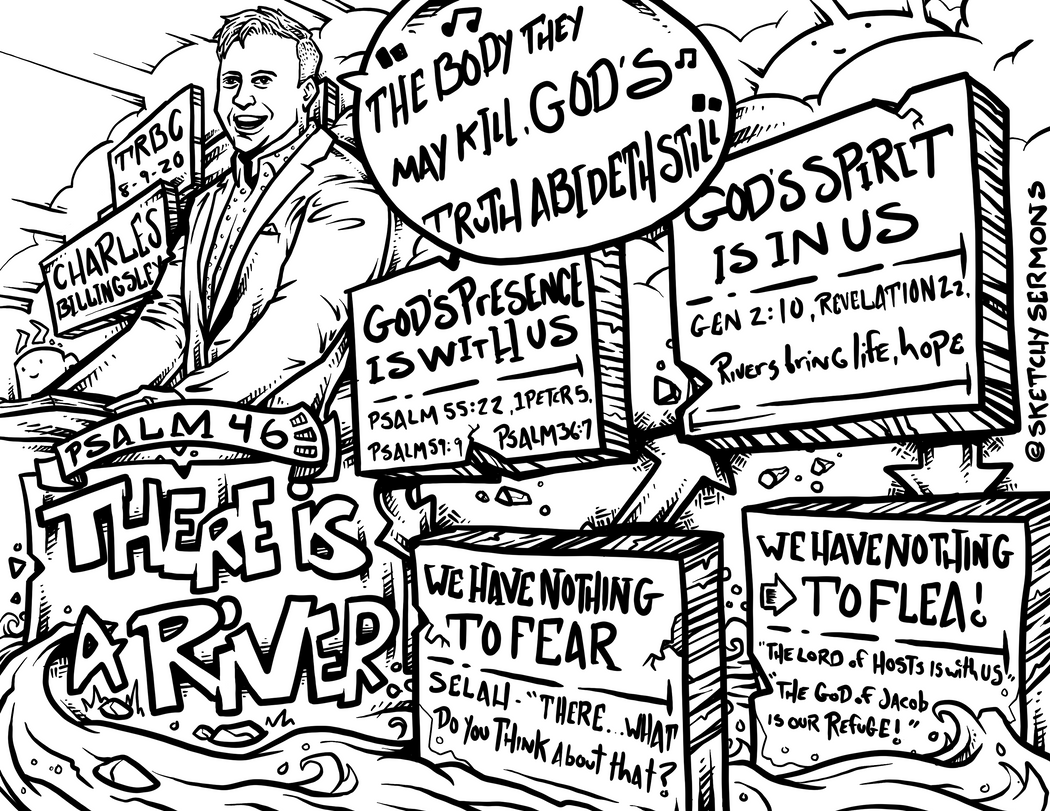 TRBC
8-9-20
CHARLES
BILLINGSLEY
"THE BODY THEY
MAY KILL, GOD'S
TRUTH ABIDETH STILL"
PSALM 46
THERE IS
A RIVER
GOD'S PRESENCE
IS WITH US
PSALM 55:22, 1PETER 5,
PSALM 59:9 PSALM 36:7
GOD'S SPIRIT
IS IN US
GEN 2:10, REVELATION 22,
Rivers bring life, hope
WE HAVE NOTHING
TO FEAR
SELAH - "THERE...WHAT
DO YOU THINK About that?
WE HAVE NOTHING
TO FLEA!
"THE LORD of HOSTS IS with US",
"THE GOD of Jacob
IS OUR REFUGE!"
@SKETCHY SERMONS